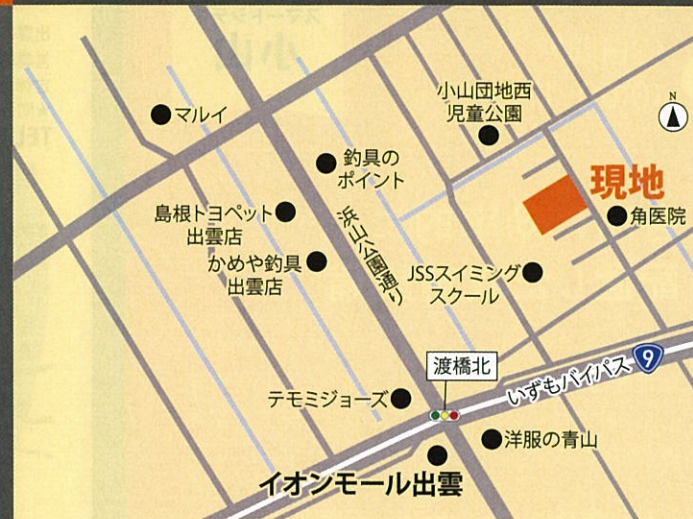 小山団地西
児童公園
N
マルイ
釣具の
ポイント
現地
島根トヨペット
出雲店
角医院
浜山公園通り
かめや釣具
出雲店
JSSスイミング
スクール
渡橋北
9
いずもバイパス
テモミジョーズ
洋服の青山
イオンモール出雲